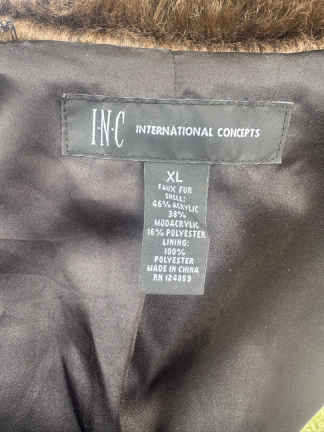 I·N·C INTERNATIONAL CONCEPTS
XL
FAUX FUR
SHELL:
46% ACRYLIC
38%
MODACRYLIC
16% POLYESTER
LINING:
100%
POLYESTER
MADE IN CHINA
RN 124853